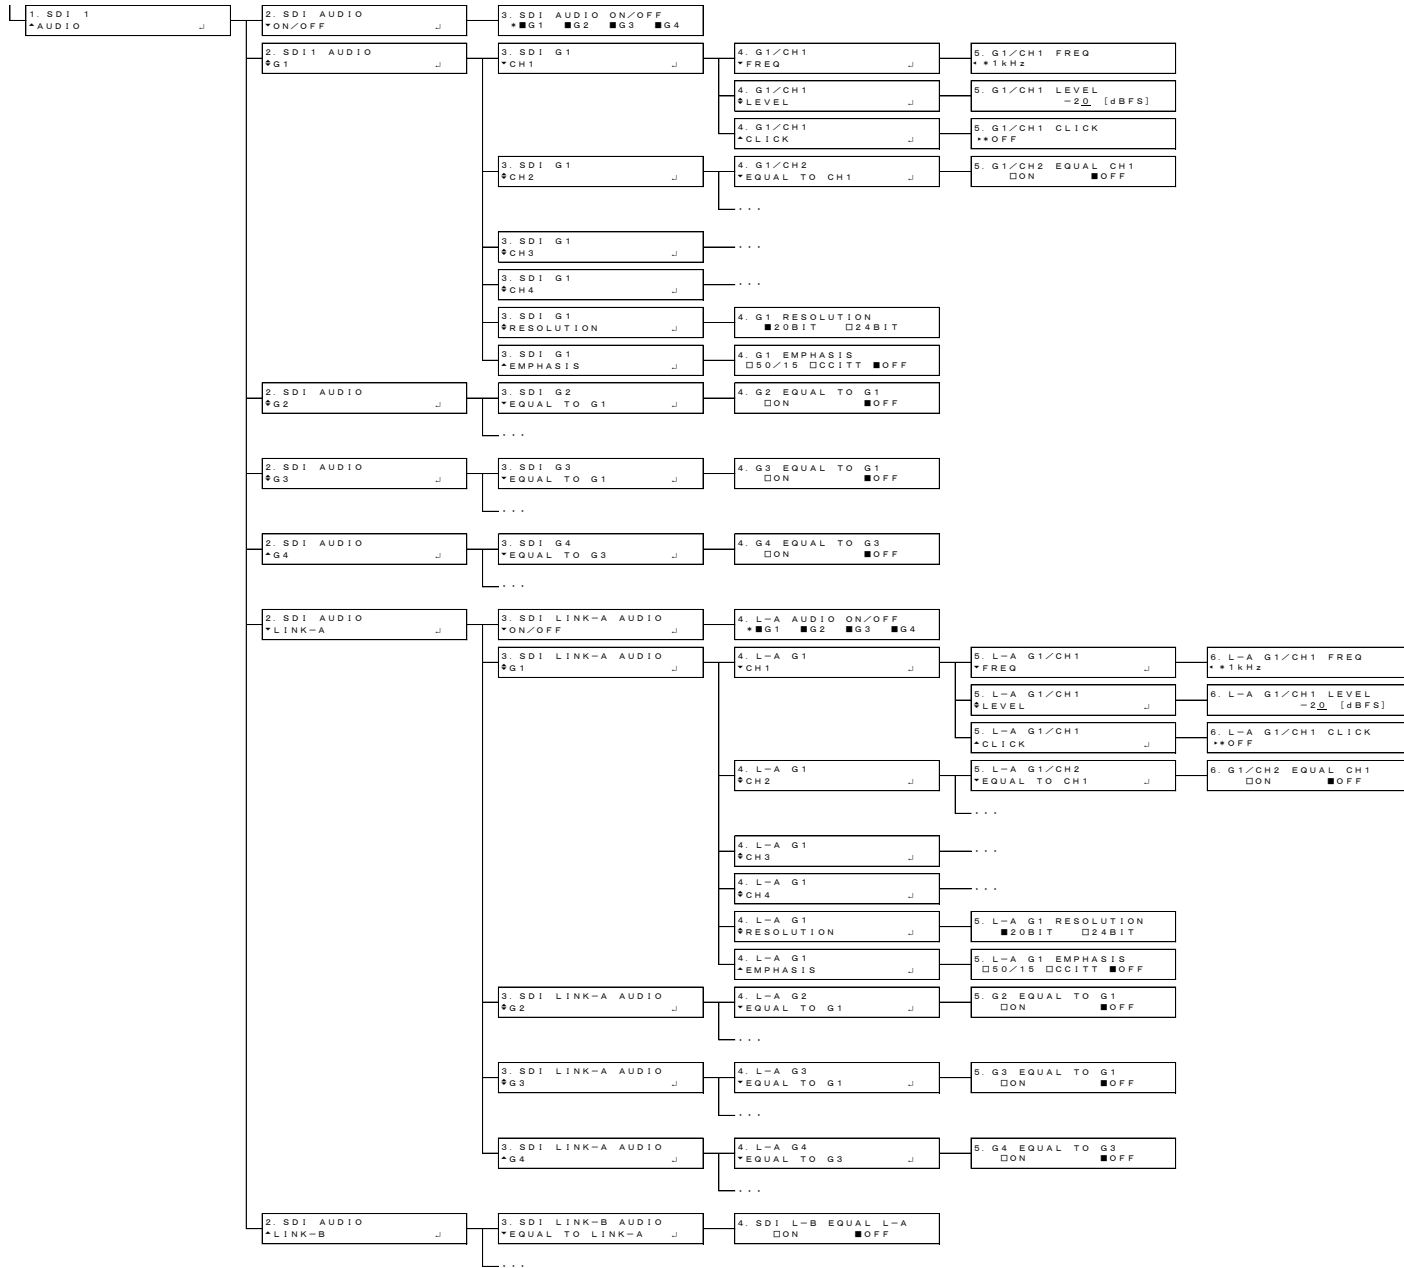 1. SDI 1
▲AUDIO ↵
2. SDI AUDIO
▼ON/OFF ↵
3. SDI AUDIO ON/OFF
*■G1 ■G2 ■G3 ■G4
2. SDI1 AUDIO
◆G1 ↵
3. SDI G1
▼CH1 ↵
4. G1/CH1
▼FREQ ↵
5. G1/CH1 FREQ
◂*1kHz
4. G1/CH1
◆LEVEL ↵
5. G1/CH1 LEVEL
-20 [dBFS]
4. G1/CH1
▲CLICK ↵
5. G1/CH1 CLICK
▸*OFF
3. SDI G1
◆CH2 ↵
4. G1/CH2
▼EQUAL TO CH1 ↵
5. G1/CH2 EQUAL CH1
□ON ■OFF
...
3. SDI G1
◆CH3 ↵
...
3. SDI G1
◆CH4 ↵
...
3. SDI G1
◆RESOLUTION ↵
4. G1 RESOLUTION
■20BIT □24BIT
3. SDI G1
▲EMPHASIS ↵
4. G1 EMPHASIS
□50/15 □CCITT ■OFF
2. SDI AUDIO
◆G2 ↵
3. SDI G2
▼EQUAL TO G1 ↵
4. G2 EQUAL TO G1
□ON ■OFF
...
2. SDI AUDIO
◆G3 ↵
3. SDI G3
▼EQUAL TO G1 ↵
4. G3 EQUAL TO G1
□ON ■OFF
...
2. SDI AUDIO
▲G4 ↵
3. SDI G4
▼EQUAL TO G3 ↵
4. G4 EQUAL TO G3
□ON ■OFF
...
2. SDI AUDIO
▼LINK-A ↵
3. SDI LINK-A AUDIO
▼ON/OFF ↵
4. L-A AUDIO ON/OFF
*■G1 ■G2 ■G3 ■G4
3. SDI LINK-A AUDIO
◆G1 ↵
4. L-A G1
▼CH1 ↵
5. L-A G1/CH1
▼FREQ ↵
6. L-A G1/CH1 FREQ
◂*1kHz
5. L-A G1/CH1
◆LEVEL ↵
6. L-A G1/CH1 LEVEL
-20 [dBFS]
5. L-A G1/CH1
▲CLICK ↵
6. L-A G1/CH1 CLICK
▸*OFF
4. L-A G1
◆CH2 ↵
5. L-A G1/CH2
▼EQUAL TO CH1 ↵
6. G1/CH2 EQUAL CH1
□ON ■OFF
...
4. L-A G1
◆CH3 ↵
...
4. L-A G1
◆CH4 ↵
...
4. L-A G1
◆RESOLUTION ↵
5. L-A G1 RESOLUTION
■20BIT □24BIT
4. L-A G1
▲EMPHASIS ↵
5. L-A G1 EMPHASIS
□50/15 □CCITT ■OFF
3. SDI LINK-A AUDIO
◆G2 ↵
4. L-A G2
▼EQUAL TO G1 ↵
5. G2 EQUAL TO G1
□ON ■OFF
...
3. SDI LINK-A AUDIO
◆G3 ↵
4. L-A G3
▼EQUAL TO G1 ↵
5. G3 EQUAL TO G1
□ON ■OFF
...
3. SDI LINK-A AUDIO
▲G4 ↵
4. L-A G4
▼EQUAL TO G3 ↵
5. G4 EQUAL TO G3
□ON ■OFF
...
2. SDI AUDIO
▲LINK-B ↵
3. SDI LINK-B AUDIO
▼EQUAL TO LINK-A ↵
4. SDI L-B EQUAL L-A
□ON ■OFF
...